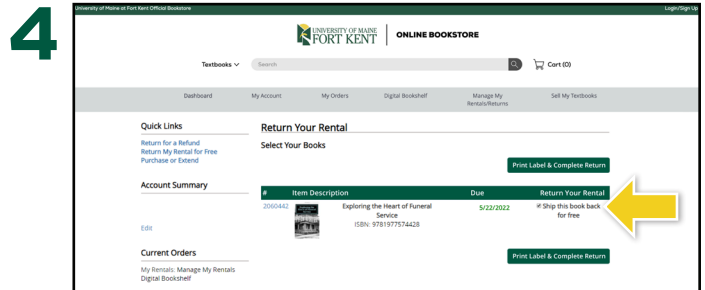 4
University of Maine at Fort Kent Official Bookstore
Login/Sign Up
UNIVERSITY OF MAINE
FORT KENT
ONLINE BOOKSTORE
Textbooks
Search
Cart (0)
Dashboard
My Account
My Orders
Digital Bookshelf
Manage My
Rentals/Returns
Sell My Textbooks
Quick Links
Return for a Refund
Return My Rental for Free
Purchase or Extend
Account Summary
Edit
Current Orders
My Rentals: Manage My Rentals
Digital Bookshelf
Return Your Rental
Select Your Books
Print Label & Complete Return
# Item Description Due Return Your Rental
2060442 Exploring the Heart of Funeral 5/22/2022 Ship this book back
Service for free
ISBN: 9781977574428
Print Label & Complete Return